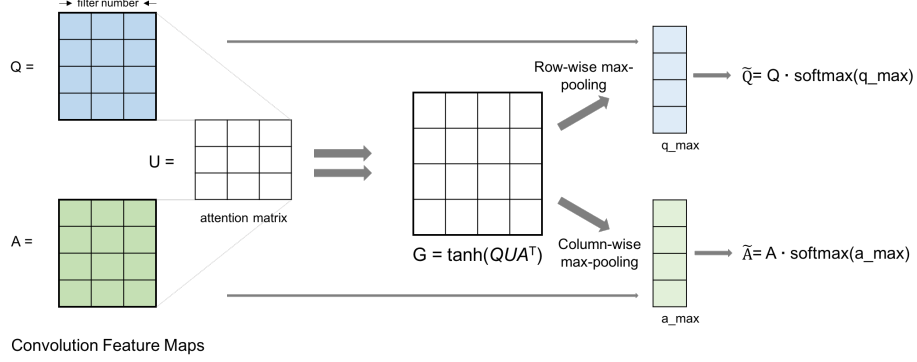 filter number
Q =
Row-wise max-
pooling
Q̃= Q · softmax(q_max)
q_max
U =
attention matrix
A =
G = tanh(QUAᵀ)
Column-wise
max-pooling
Ã= A · softmax(a_max)
a_max
Convolution Feature Maps